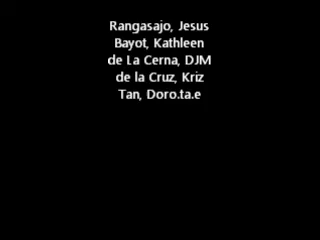 Rangasajo, Jesus
Bayot, Kathleen
de La Cerna, DJM
de la Cruz, Kriz
Tan, Doro.ta.e